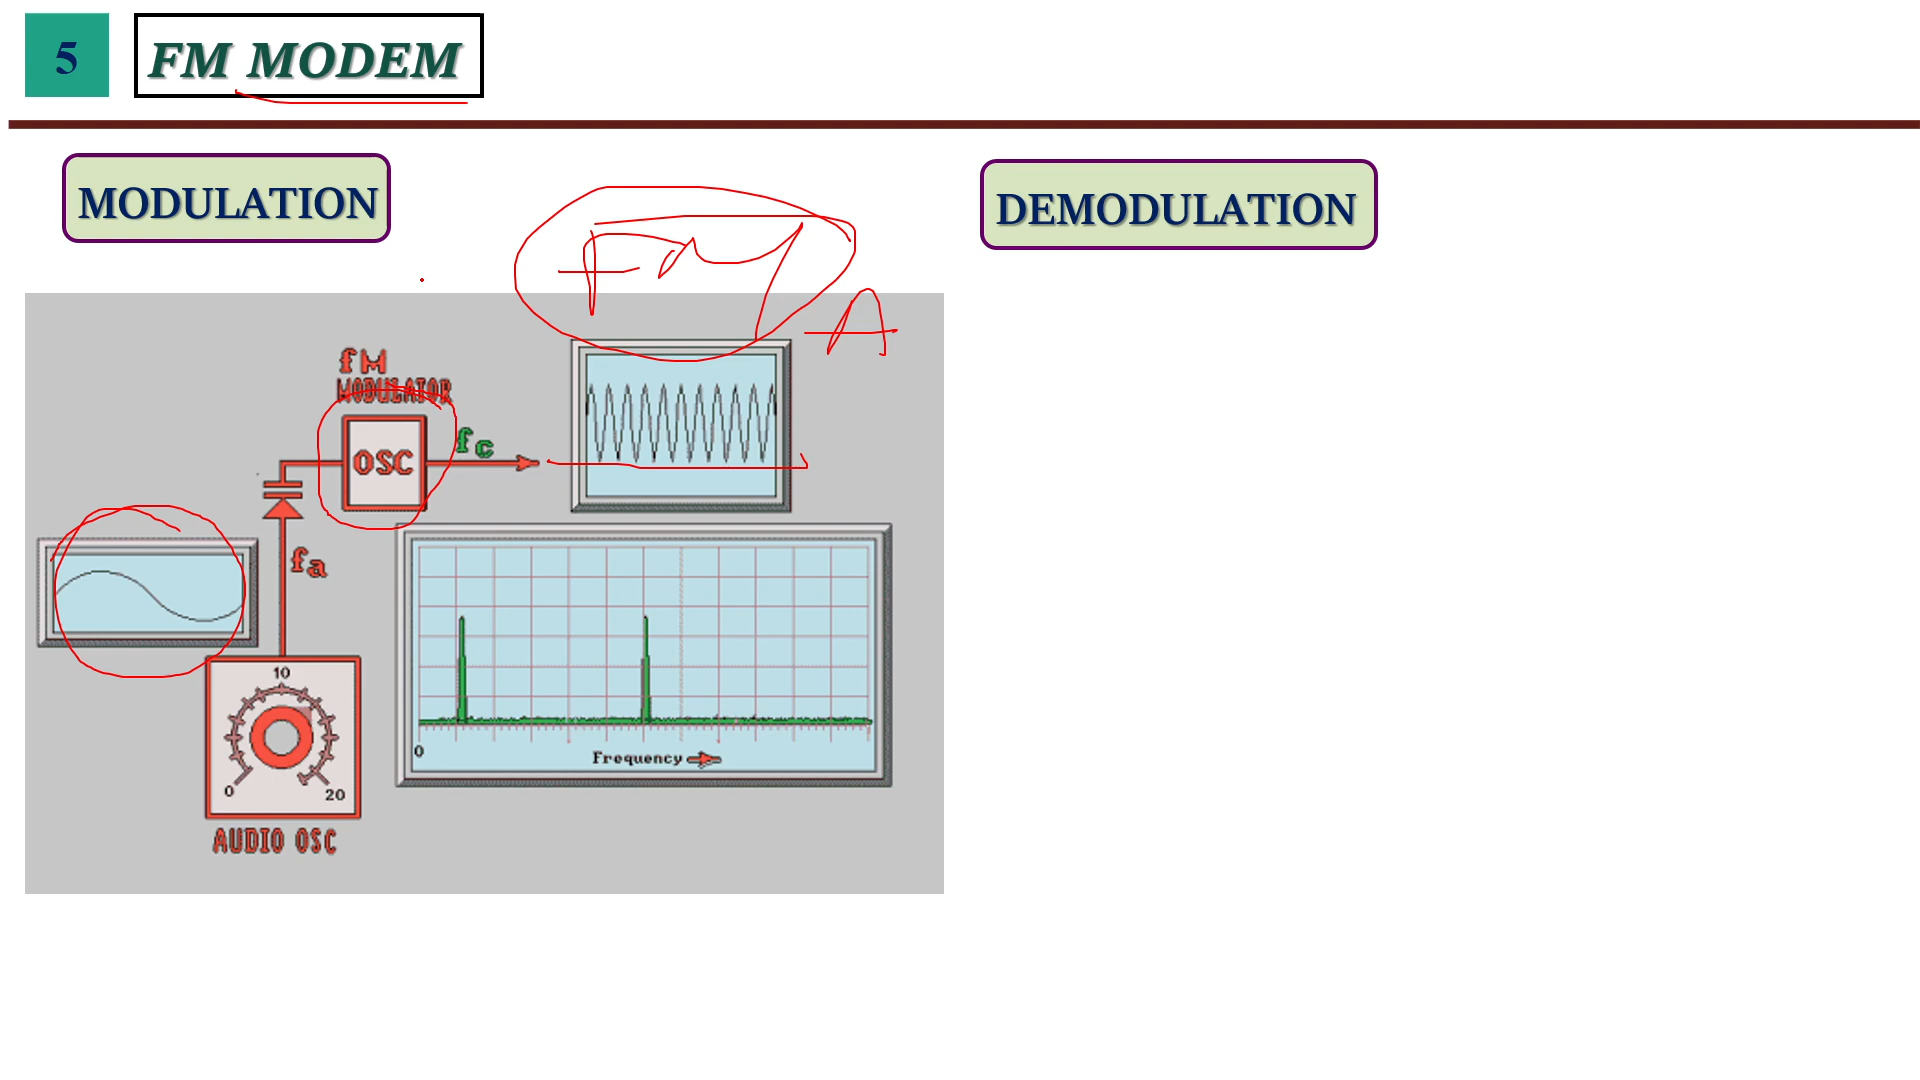 5
FM MODEM
MODULATION
DEMODULATION
A
fM
MODULATOR
OSC
fc
fa
10
0
20
AUDIO OSC
0
Frequency